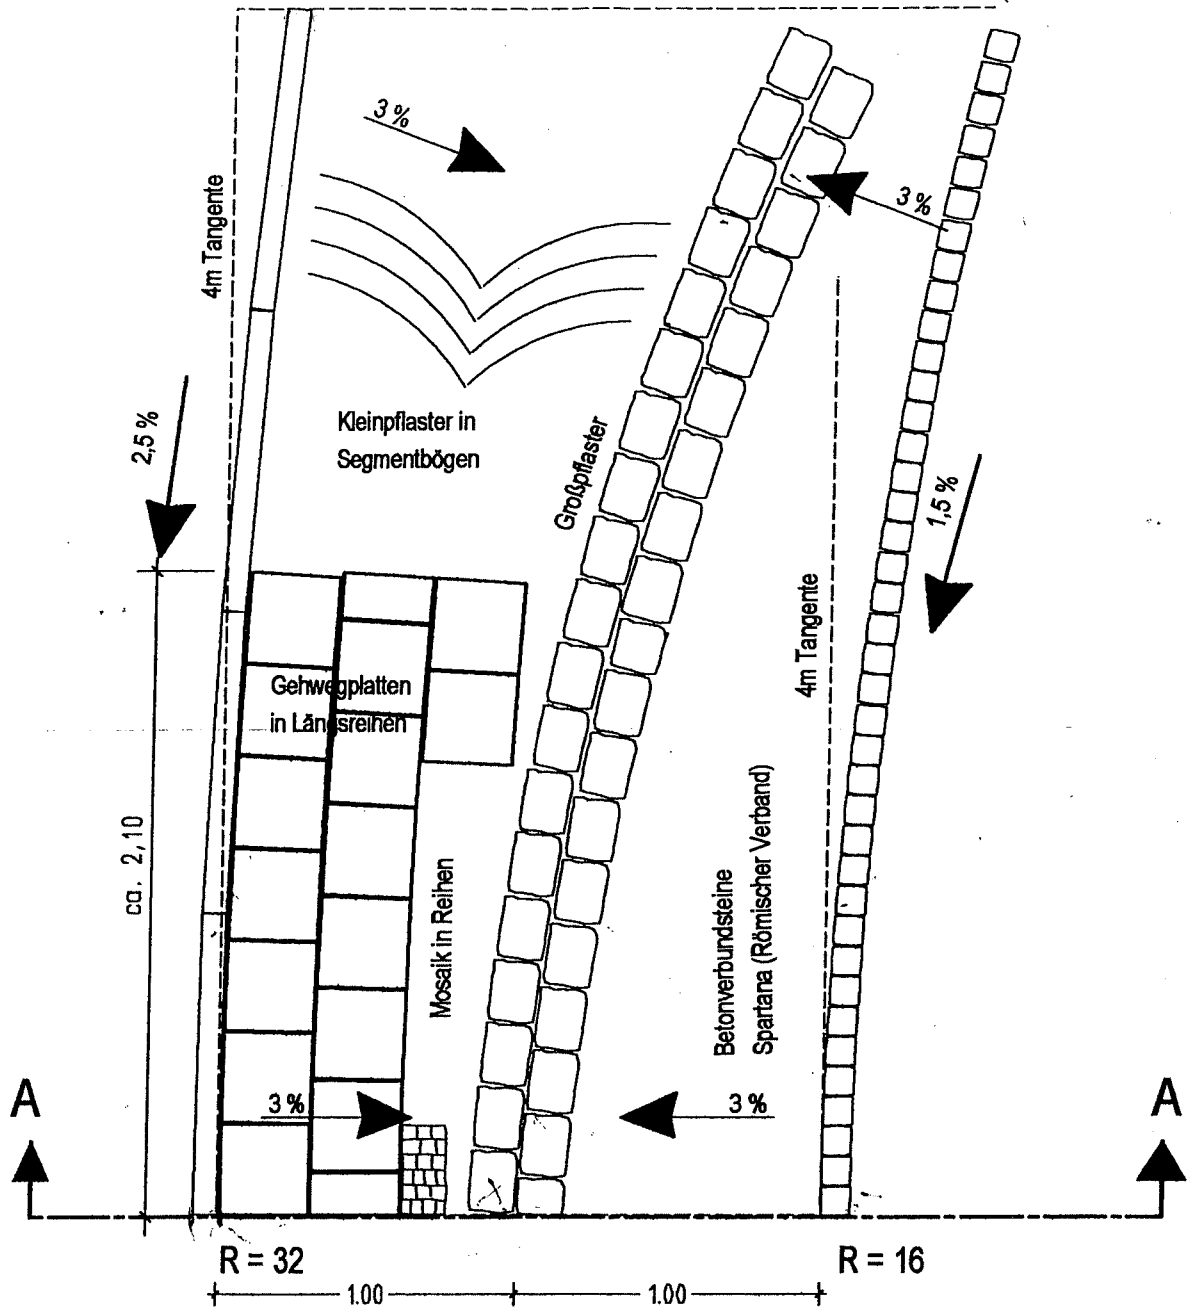 3 %
4m Tangente
3 %
2,5 %
Kleinpflaster in
Segmentbögen
Großpflaster
1,5 %
4m Tangente
Gehwegplatten
in Längsreihen
ca. 2,10
Mosaik in Reihen
Betonverbundsteine
Spartana (Römischer Verband)
3 %
3 %
A
A
R = 32
R = 16
1.00
1.00